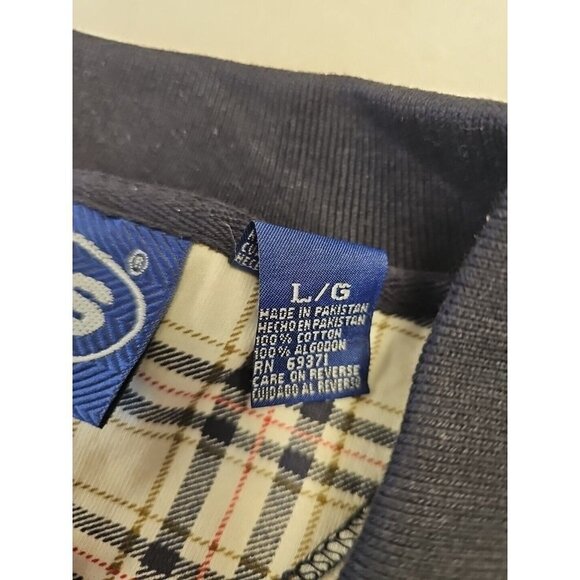 S®
L/G
MADE IN PAKISTAN
HECHO EN PAKISTAN
100% COTTON
100% ALGODON
RN 69371
CARE ON REVERSE
CUIDADO AL REVERSO